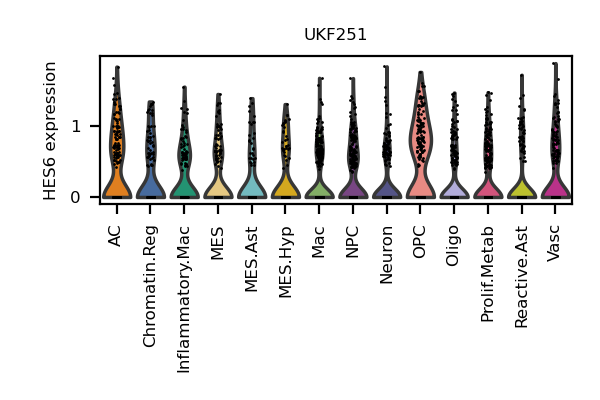 UKF251
HES6 expression
1
0
AC
Chromatin.Reg
Inflammatory.Mac
MES
MES.Ast
MES.Hyp
Mac
NPC
Neuron
OPC
Oligo
Prolif.Metab
Reactive.Ast
Vasc